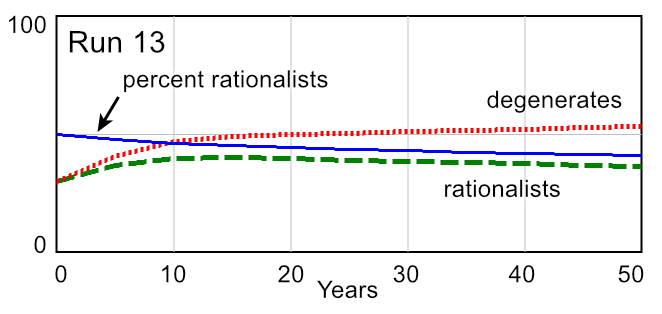 100
Run 13
percent rationalists
degenerates
rationalists
0
0 10 20 30 40 50
Years